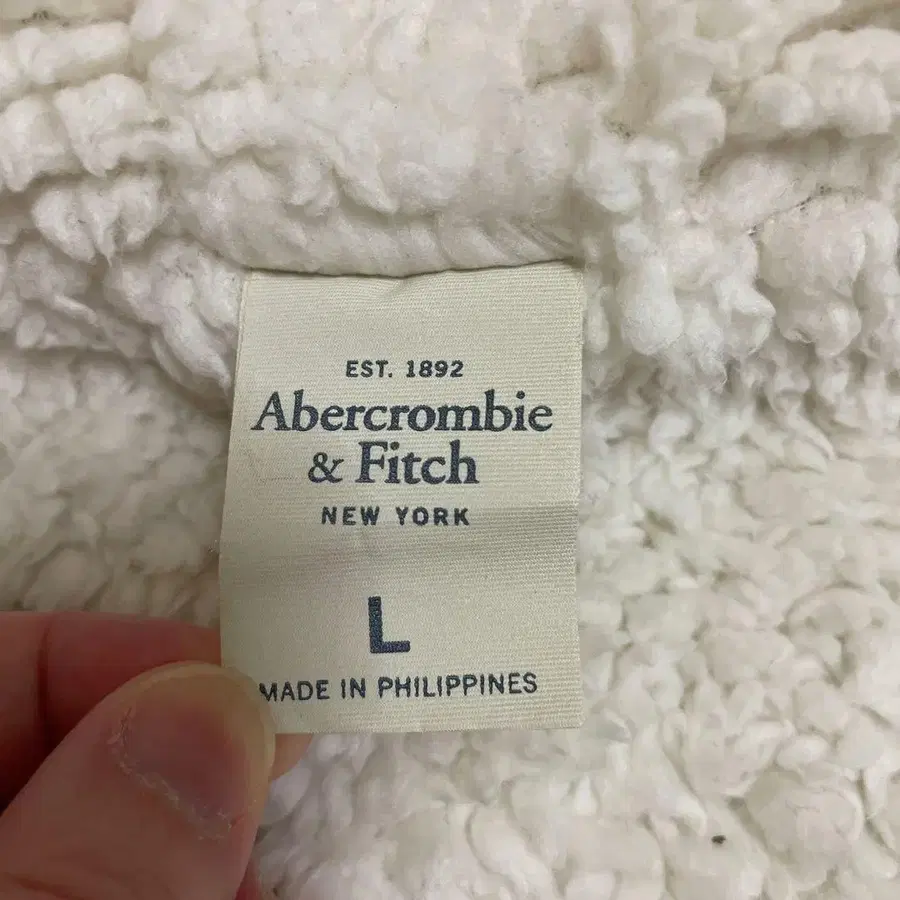 EST. 1892
Abercrombie
& Fitch
NEW YORK
L
MADE IN PHILIPPINES